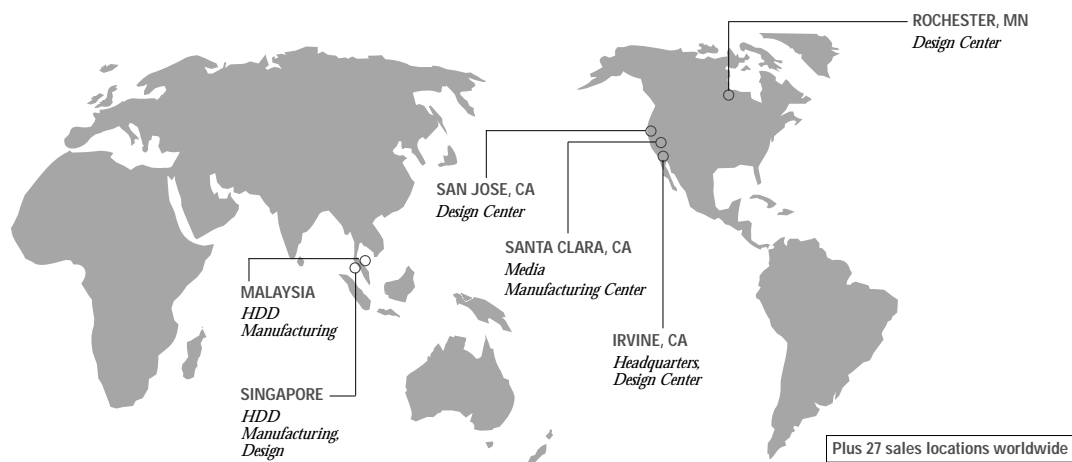 ROCHESTER, MN
Design Center
SAN JOSE, CA
Design Center
SANTA CLARA, CA
Media
Manufacturing Center
MALAYSIA
HDD
Manufacturing
IRVINE, CA
Headquarters,
Design Center
SINGAPORE
HDD
Manufacturing,
Design
Plus 27 sales locations worldwide